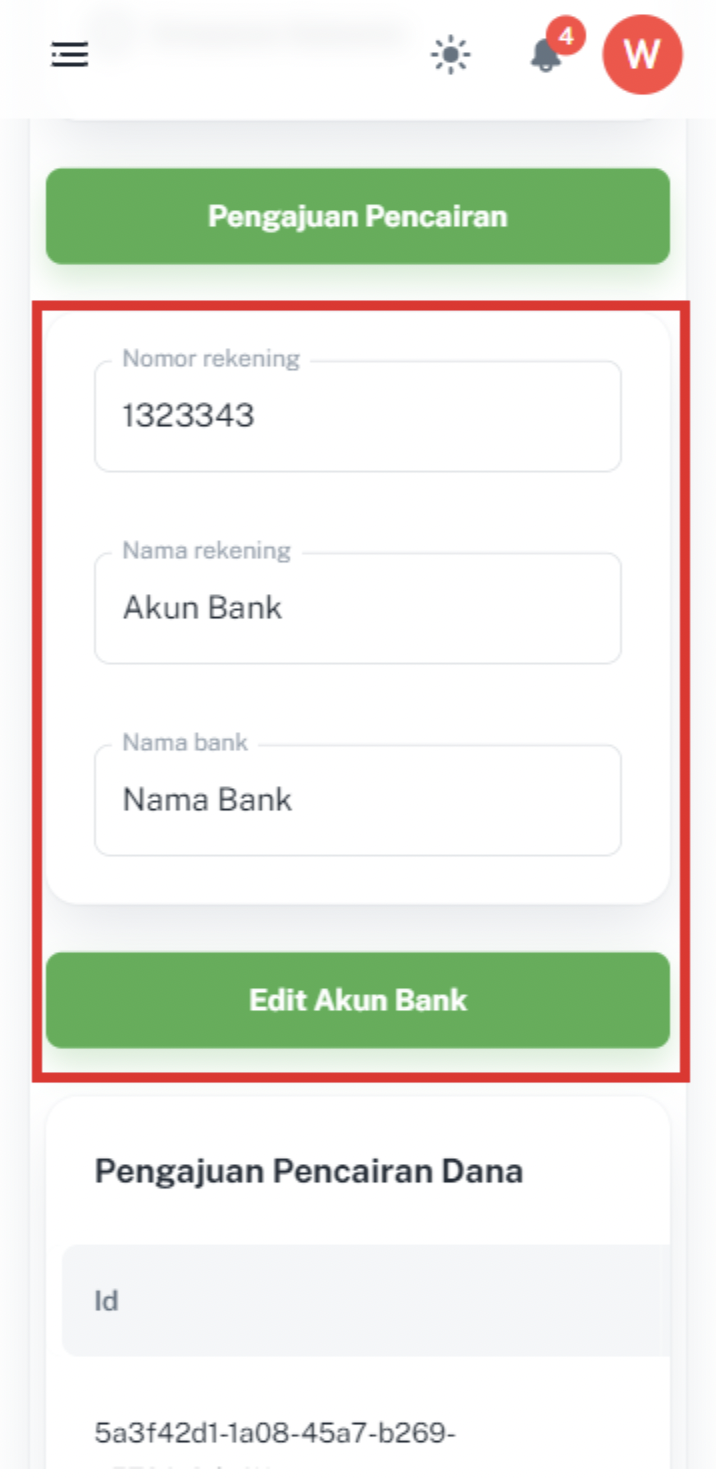 4
W
Pengajuan Pencairan
Nomor rekening
1323343
Nama rekening
Akun Bank
Nama bank
Nama Bank
Edit Akun Bank
Pengajuan Pencairan Dana
Id
5a3f42d1-1a08-45a7-b269-